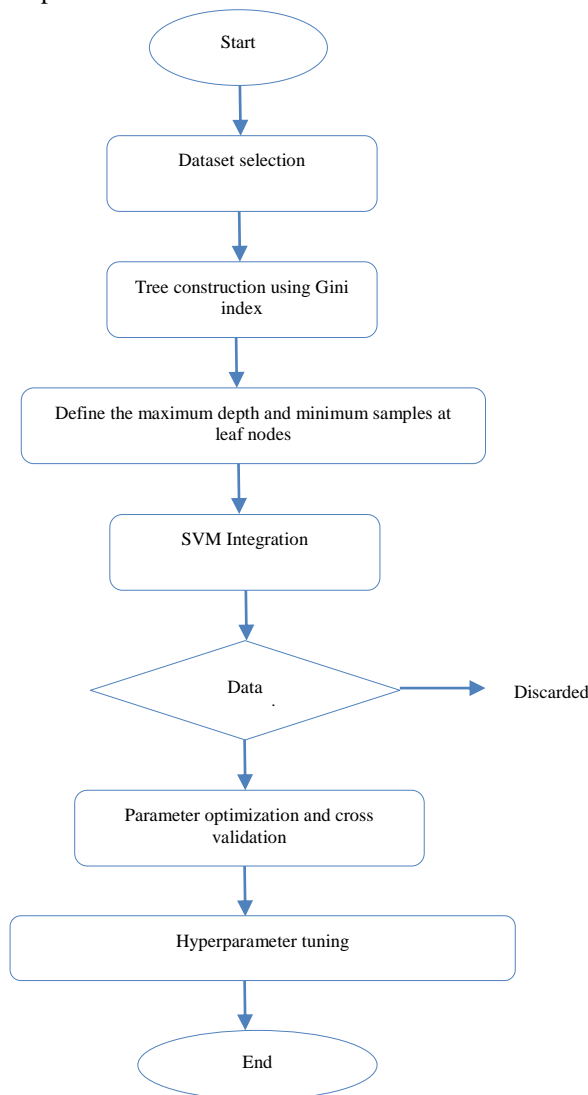 Start
Dataset selection
Tree construction using Gini
index
Define the maximum depth and minimum samples at
leaf nodes
SVM Integration
Data
.
Discarded
Parameter optimization and cross
validation
Hyperparameter tuning
End